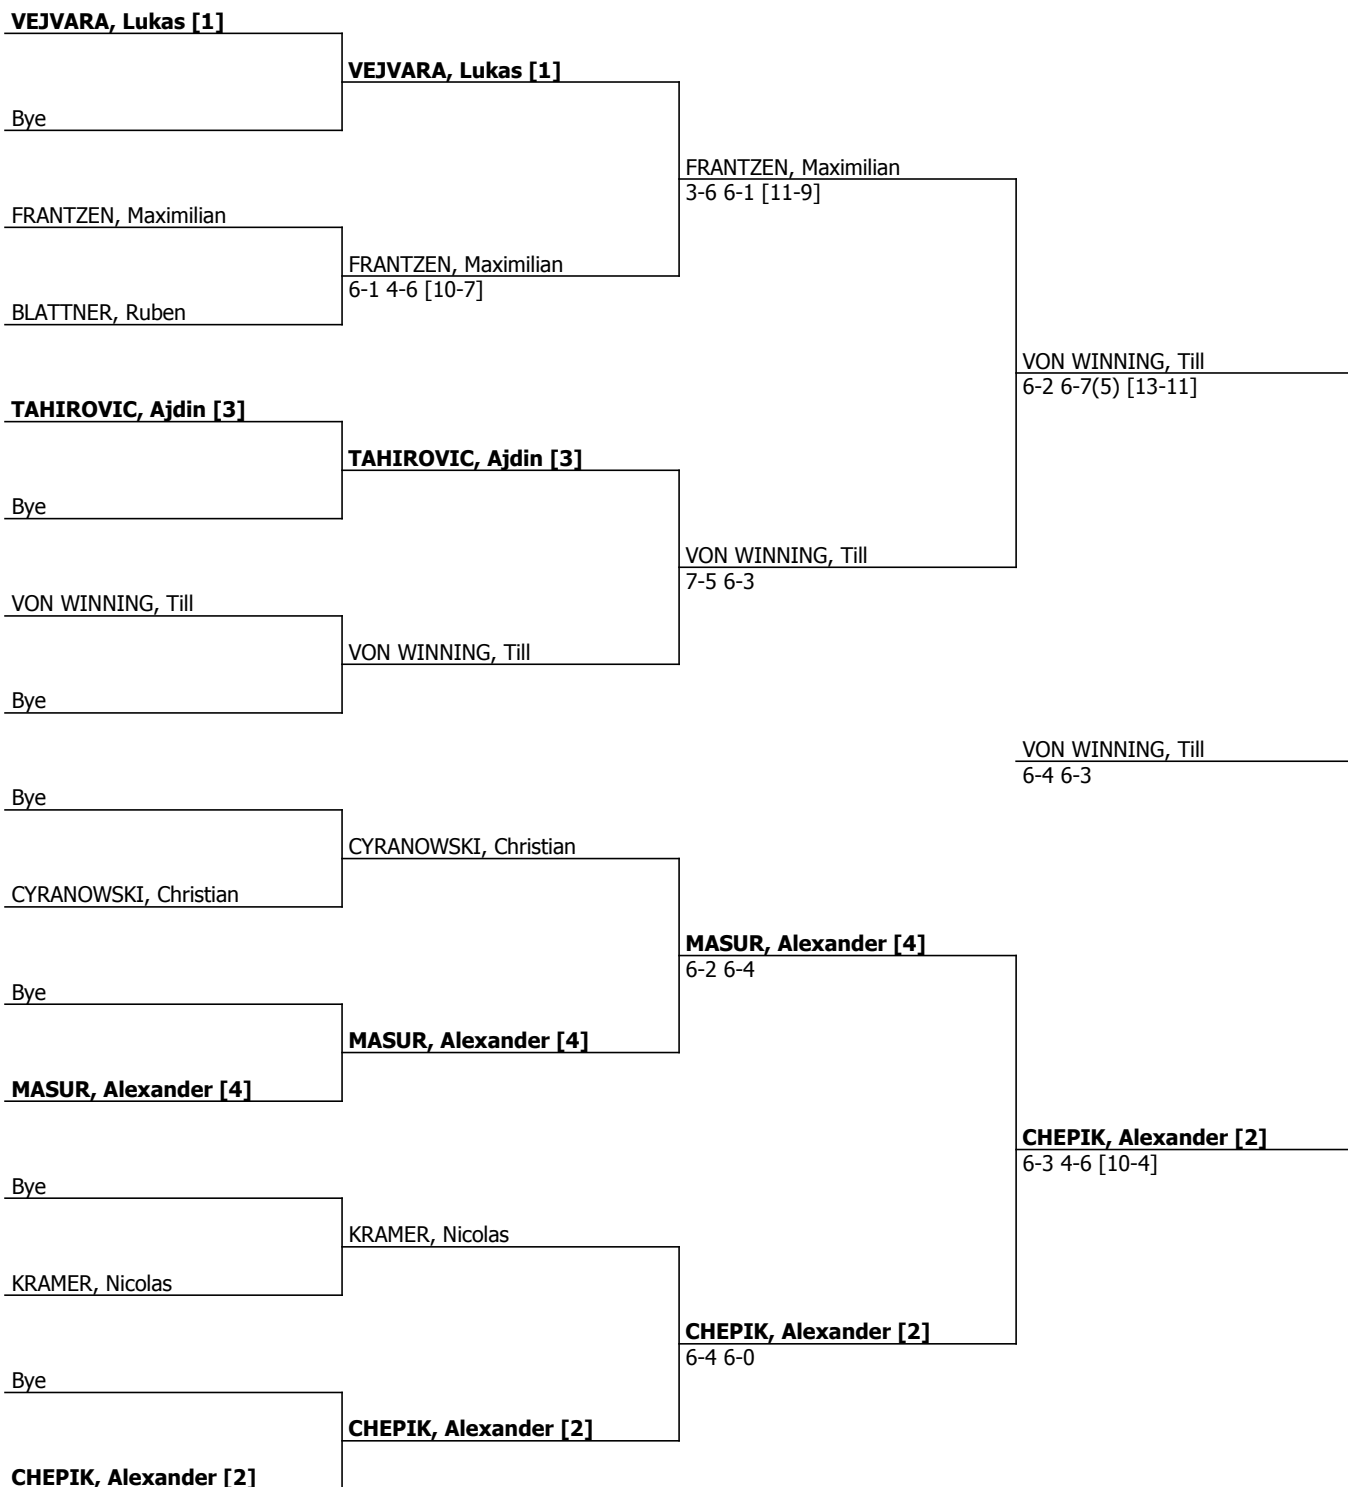 VEJVARA, Lukas [1]
VEJVARA, Lukas [1]
Bye
FRANTZEN, Maximilian
3-6 6-1 [11-9]
FRANTZEN, Maximilian
FRANTZEN, Maximilian
6-1 4-6 [10-7]
BLATTNER, Ruben
VON WINNING, Till
6-2 6-7(5) [13-11]
TAHIROVIC, Ajdin [3]
TAHIROVIC, Ajdin [3]
Bye
VON WINNING, Till
7-5 6-3
VON WINNING, Till
VON WINNING, Till
Bye
VON WINNING, Till
6-4 6-3
Bye
CYRANOWSKI, Christian
CYRANOWSKI, Christian
MASUR, Alexander [4]
6-2 6-4
Bye
MASUR, Alexander [4]
MASUR, Alexander [4]
CHEPIK, Alexander [2]
6-3 4-6 [10-4]
Bye
KRAMER, Nicolas
KRAMER, Nicolas
CHEPIK, Alexander [2]
6-4 6-0
Bye
CHEPIK, Alexander [2]
CHEPIK, Alexander [2]